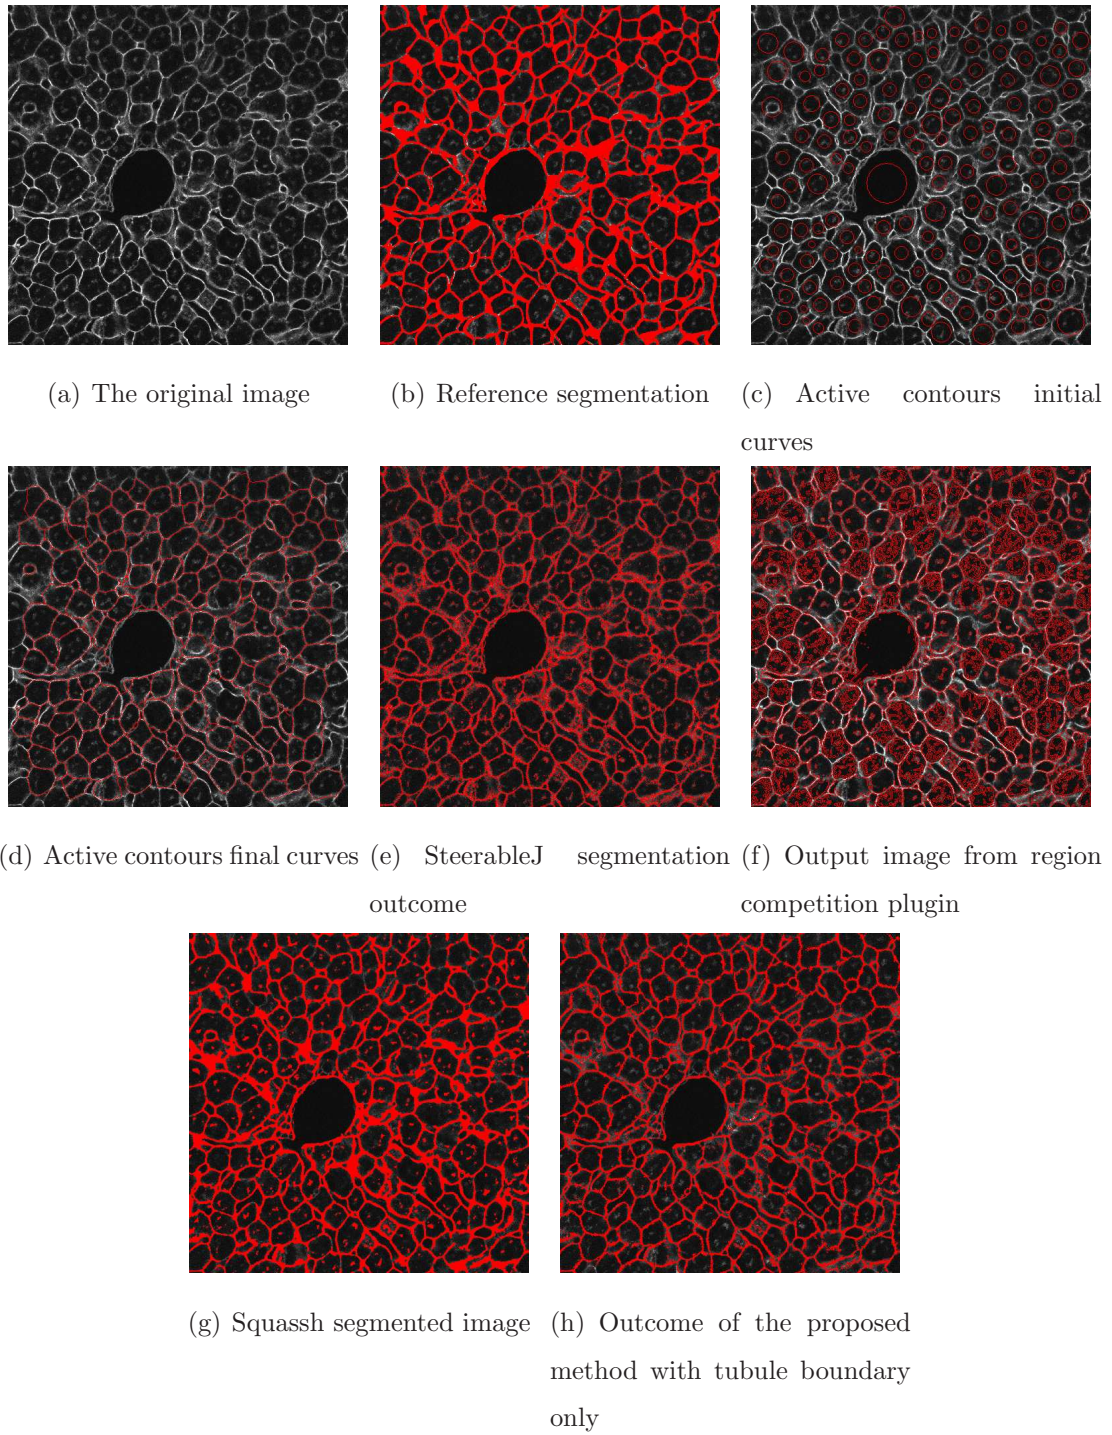 (a) The original image
(b) Reference segmentation
(c) Active contours initial
curves
(d) Active contours final curves
(e) SteerableJ segmentation
outcome
(f) Output image from region
competition plugin
(g) Squassh segmented image
(h) Outcome of the proposed
method with tubule boundary
only